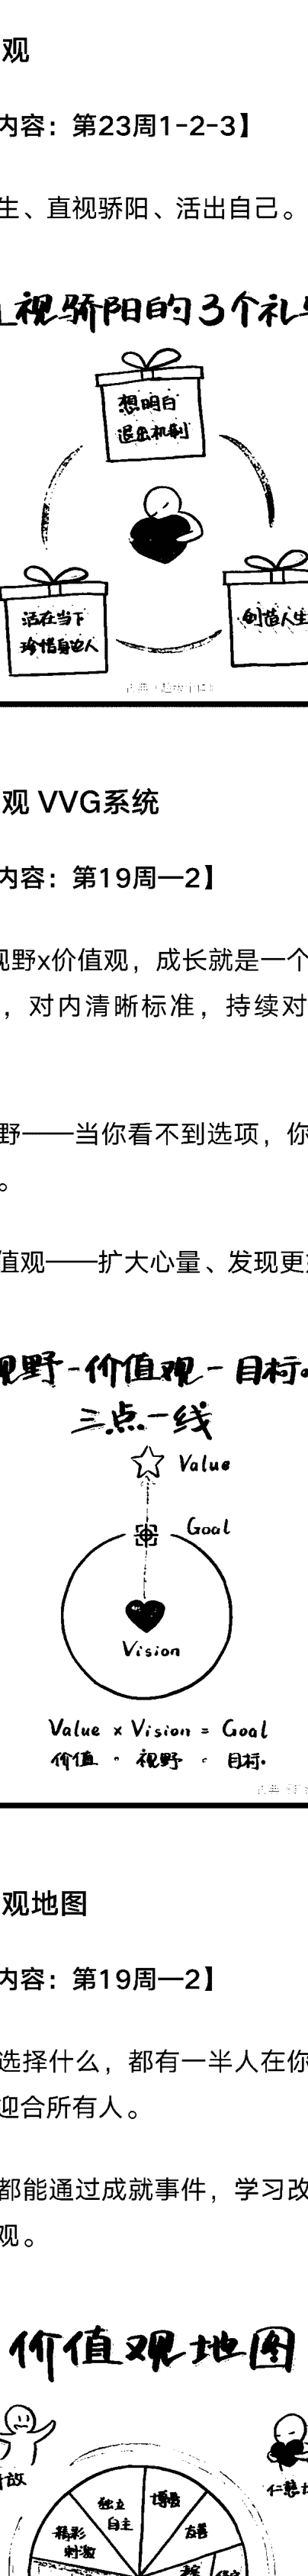 观
内容：第23周1-2-3】
生、直视骄阳、活出自己。
视骄阳的3个礼
想明白
退出机制
活在当下
珍惜身边人
创造人生
观 VVG系统
内容：第19周—2】
野x价值观，成长就是一个
，对内清晰标准，持续对
野——当你看不到选项，你
。
值观——扩大心量、发现更
视野-价值观-目标
三点一线
Value
Goal
Vision
Value x Vision = Goal
价值 视野 目标
观地图
内容：第19周—2】
选择什么，都有一半人在你
迎合所有人。
都能通过成就事件，学习改
观。
价值观地图
放
仁慈
独立
自主
博爱
精彩
刺激
友善